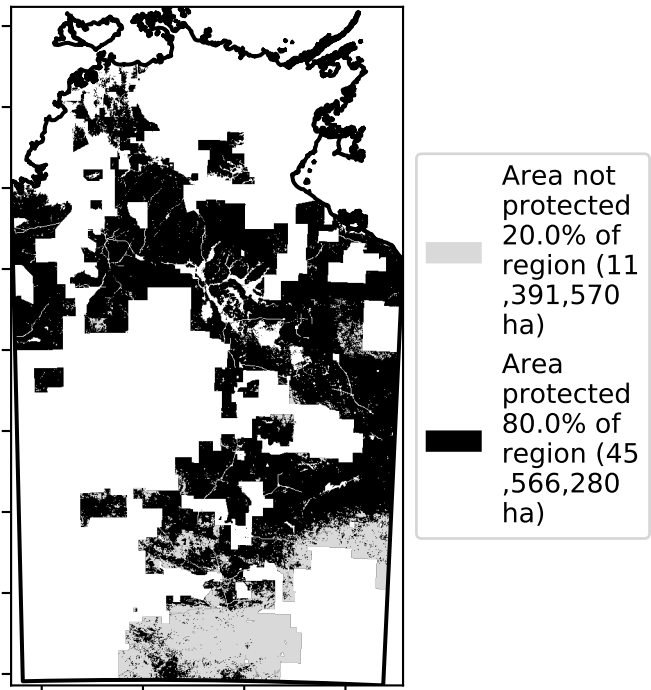 Area not
protected
20.0% of
region (11
,391,570
ha)
Area
protected
80.0% of
region (45
,566,280
ha)